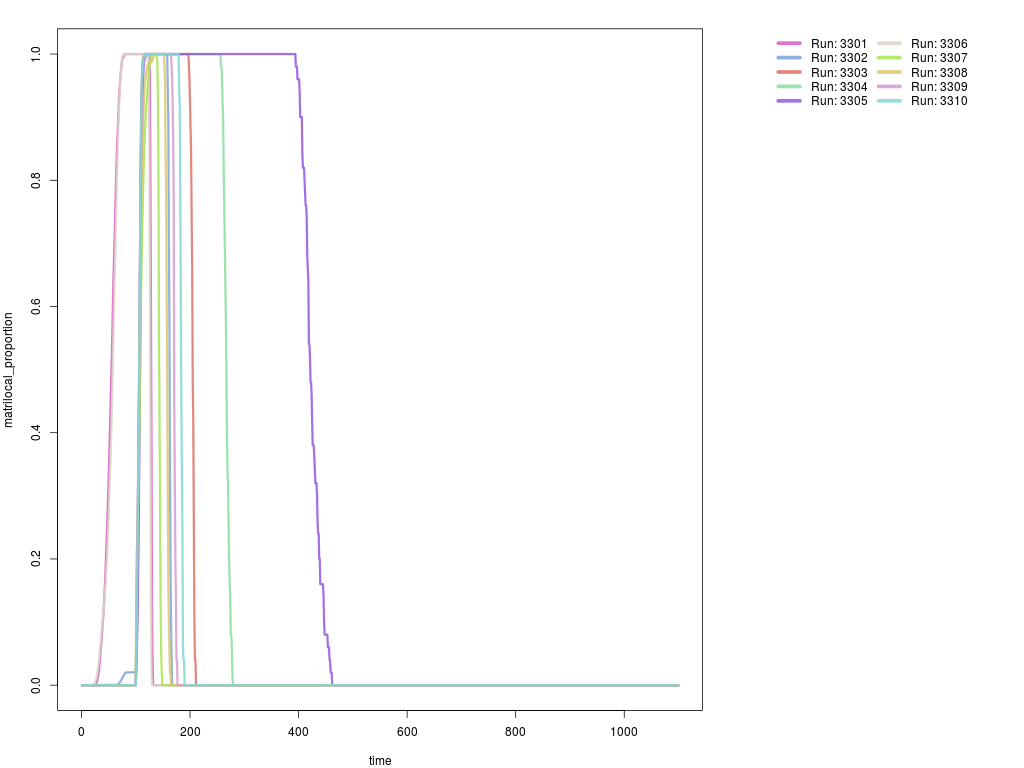 1.0
0.8
0.6
0.4
0.2
0.0
matrilocal_proportion
0 200 400 600 800 1000
time
Run: 3301 Run: 3306
Run: 3302 Run: 3307
Run: 3303 Run: 3308
Run: 3304 Run: 3309
Run: 3305 Run: 3310